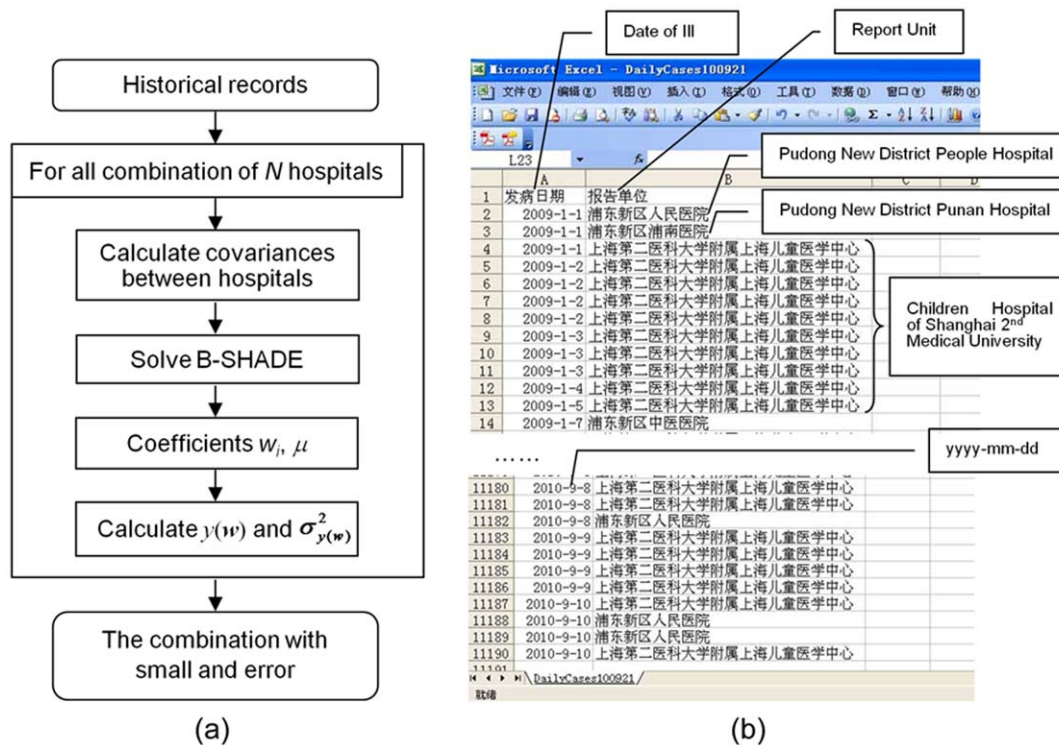 Historical records
For all combination of N hospitals
Calculate covariances
between hospitals
Solve B-SHADE
Coefficients wi, μ
Calculate y(w) and σ²y(w)
The combination with
small and error
(a)
Date of Ill
Report Unit
Microsoft Excel - DailyCases100921
文件(F) 编辑(E) 视图(V) 插入(I) 格式(O) 工具(T) 数据(D) 窗口(W) 帮助(H)
L23 fx
A B C D
1 发病日期 报告单位
2 2009-1-1 浦东新区人民医院
3 2009-1-1 浦东新区浦南医院
4 2009-1-1 上海第二医科大学附属上海儿童医学中心
5 2009-1-2 上海第二医科大学附属上海儿童医学中心
6 2009-1-2 上海第二医科大学附属上海儿童医学中心
7 2009-1-2 上海第二医科大学附属上海儿童医学中心
8 2009-1-2 上海第二医科大学附属上海儿童医学中心
9 2009-1-3 上海第二医科大学附属上海儿童医学中心
10 2009-1-3 上海第二医科大学附属上海儿童医学中心
11 2009-1-3 上海第二医科大学附属上海儿童医学中心
12 2009-1-4 上海第二医科大学附属上海儿童医学中心
13 2009-1-5 上海第二医科大学附属上海儿童医学中心
14 2009-1-7 浦东新区中医医院
Pudong New District People Hospital
Pudong New District Punan Hospital
Children Hospital
of Shanghai 2nd
Medical University
yyyy-mm-dd
……
11180 2010-9-8 上海第二医科大学附属上海儿童医学中心
11181 2010-9-8 上海第二医科大学附属上海儿童医学中心
11182 2010-9-8 浦东新区人民医院
11183 2010-9-9 上海第二医科大学附属上海儿童医学中心
11184 2010-9-9 上海第二医科大学附属上海儿童医学中心
11185 2010-9-9 上海第二医科大学附属上海儿童医学中心
11186 2010-9-9 上海第二医科大学附属上海儿童医学中心
11187 2010-9-10 上海第二医科大学附属上海儿童医学中心
11188 2010-9-10 浦东新区人民医院
11189 2010-9-10 浦东新区人民医院
11190 2010-9-10 上海第二医科大学附属上海儿童医学中心
11191
DailyCases100921
就绪
(b)